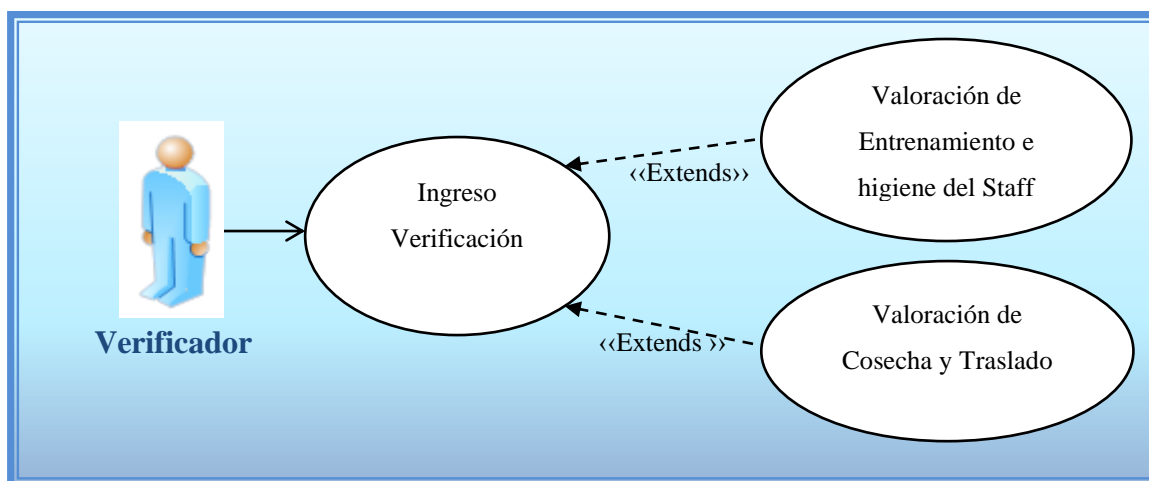 Verificador
Ingreso
Verificación
‹‹Extends››
Valoración de
Entrenamiento e
higiene del Staff
‹‹Extends ››
Valoración de
Cosecha y Traslado